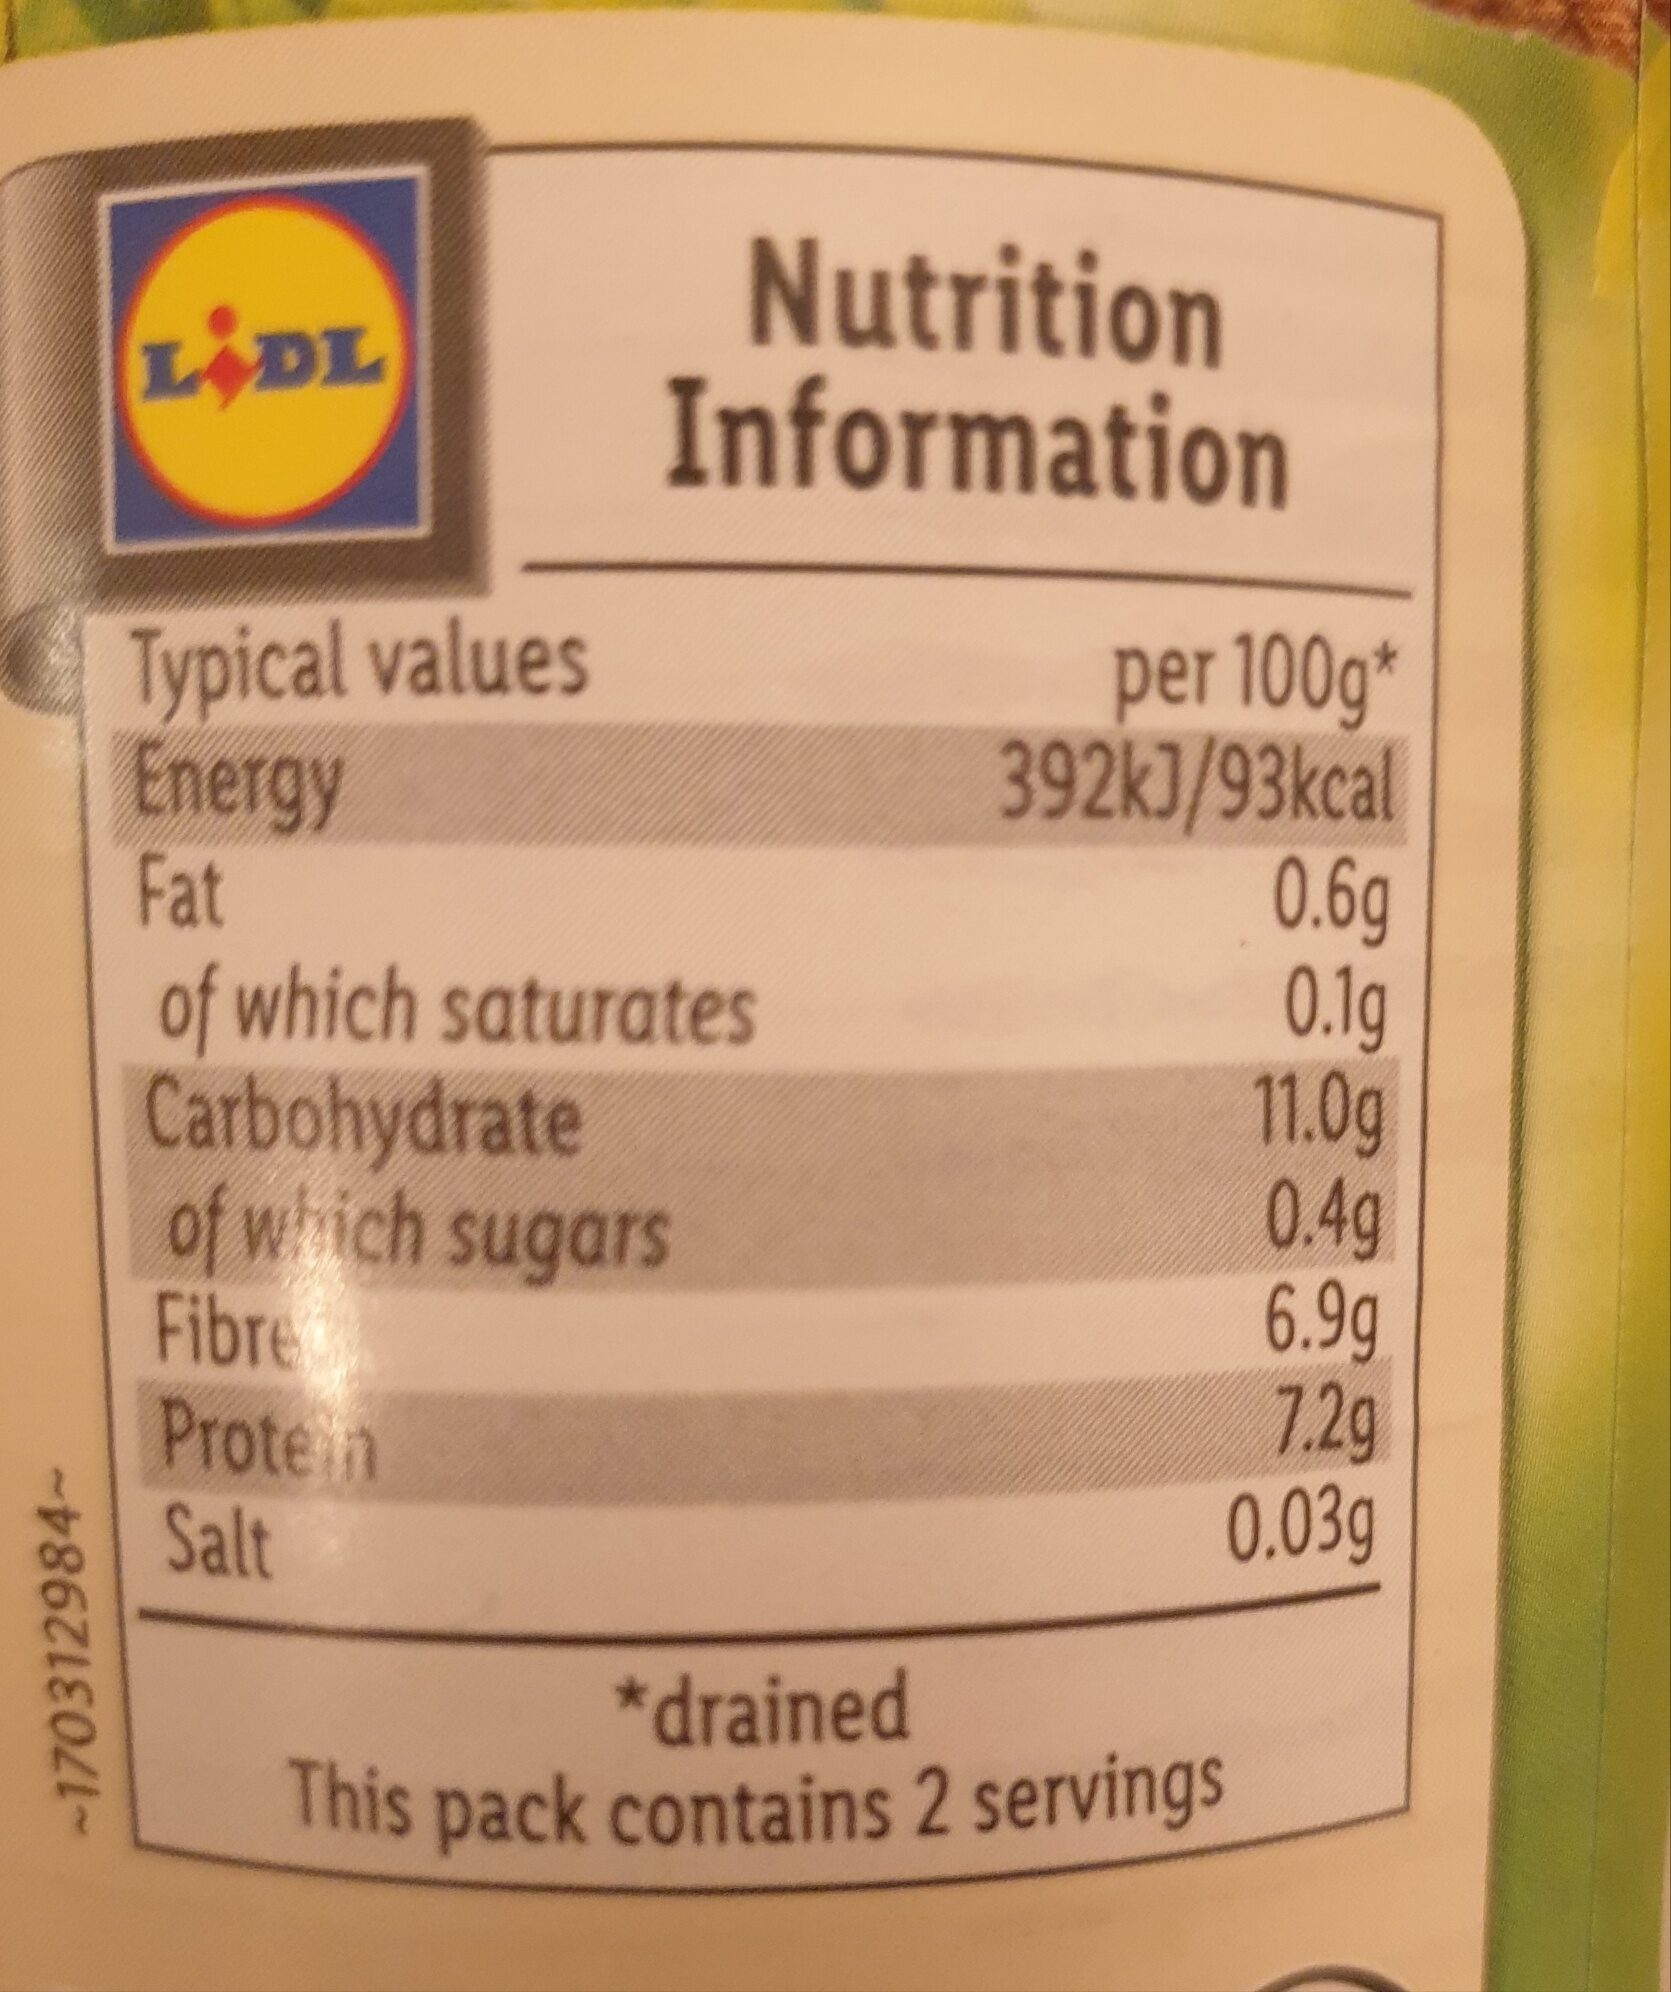 LIDL
Nutrition
Information
Typical values per 100g*
Energy 392kJ/93kcal
Fat 0.6g
of which saturates 0.1g
Carbohydrate 11.0g
of which sugars 0.4g
Fibre 6.9g
Protein 7.2g
Salt 0.03g
*drained
This pack contains 2 servings
~170312984~